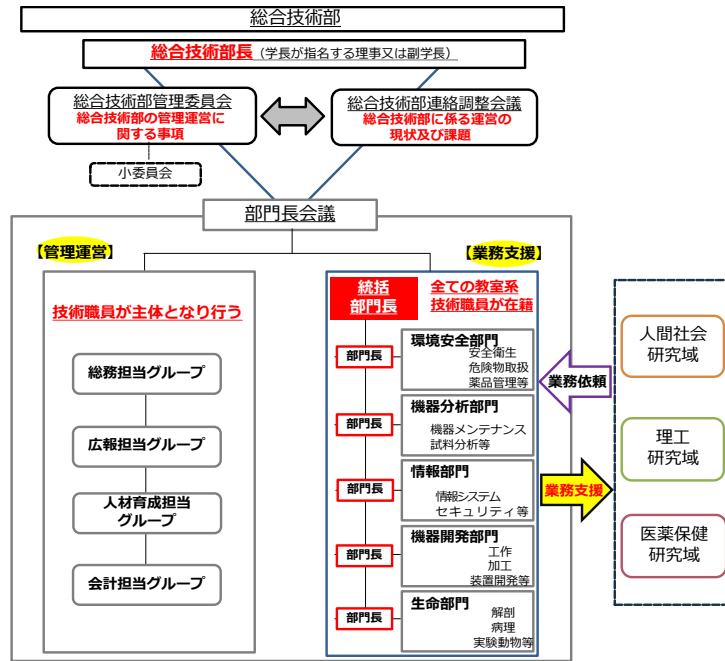 総合技術部
総合技術部長（学長が指名する理事又は副学長）
総合技術部管理委員会
総合技術部の管理運営に
関する事項
総合技術部連絡調整会議
総合技術部に係る運営の
現状及び課題
小委員会
部門長会議
【管理運営】
【業務支援】
技術職員が主体となり行う
総務担当グループ
広報担当グループ
人材育成担当
グループ
会計担当グループ
統括
部門長
全ての教室系
技術職員が在籍
部門長
環境安全部門
安全衛生
危険物取扱
薬品管理等
部門長
機器分析部門
機器メンテナンス
試料分析等
部門長
情報部門
情報システム
セキュリティ等
部門長
機器開発部門
工作
加工
装置開発等
部門長
生命部門
解剖
病理
実験動物等
業務依頼
業務支援
人間社会
研究域
理工
研究域
医薬保健
研究域